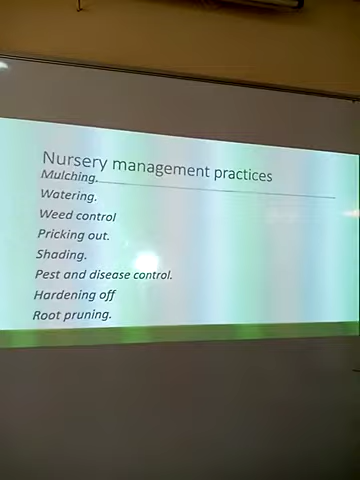 Nursery management practices
Mulching.
Watering.
Weed control
Pricking out.
Shading.
Pest and disease control.
Hardening off
Root pruning.